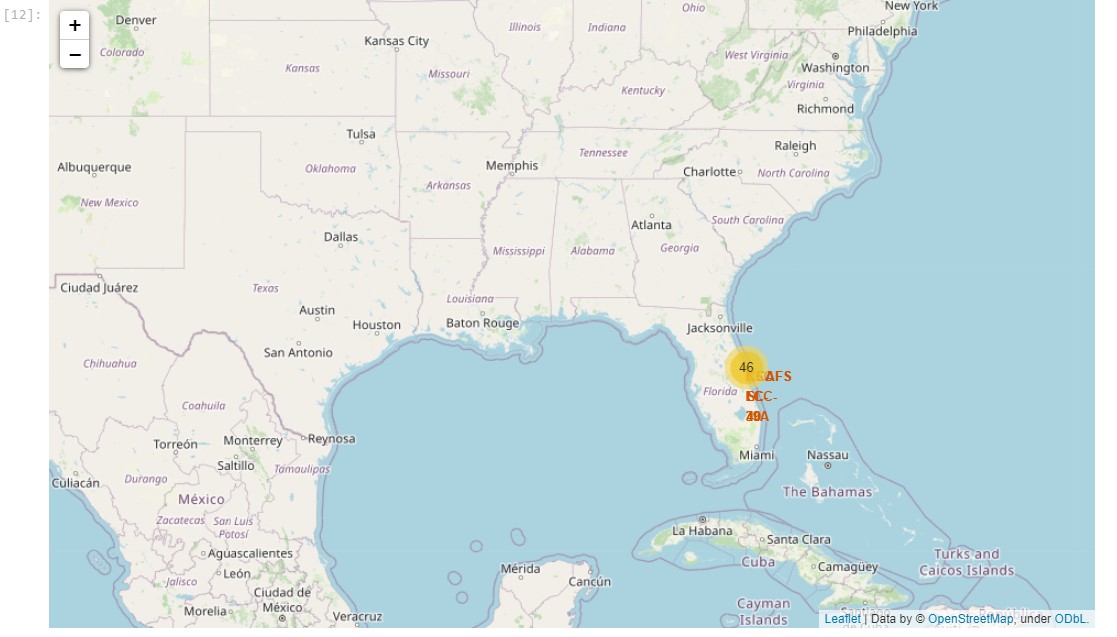 [12]:
+
−
New York
Ohio
Denver
Philadelphia
Illinois
Indiana
Kansas City
Colorado
West Virginia
Kansas
Washington
Missouri
Virginia
Kentucky
Richmond
Tulsa
Raleigh
Tennessee
Albuquerque
Memphis
Oklahoma
Charlotte
North Carolina
Arkansas
New Mexico
South Carolina
Atlanta
Dallas
Mississippi
Alabama
Georgia
Ciudad Juárez
Texas
Louisiana
Austin
Baton Rouge
Houston
Jacksonville
San Antonio
Chihuahua
46
Florida
Coahuila
Reynosa
Torreón
Monterrey
Miami
Nassau
Saltillo
Tamaulipas
Culiacán
Durango
The Bahamas
México
Zacatecas
San Luis
Potosí
La Habana
Santa Clara
Aguascalientes
Turks and
Caicos Islands
Cuba
Camagüey
Mérida
León
Jalisco
Cancún
Ciudad de
México
Morelia
Veracruz
Cayman
Islands
Leaflet | Data by © OpenStreetMap, under ODbL.